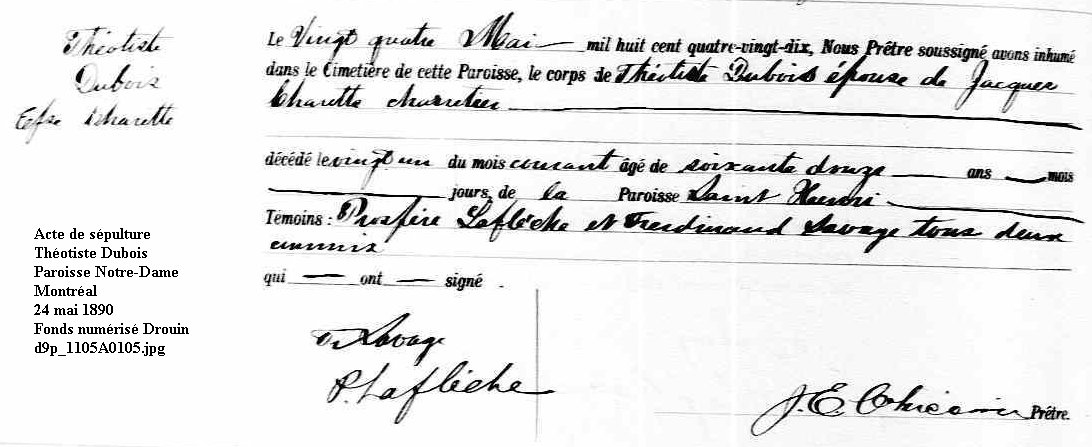 Théotiste
Dubois
Epse Charette
Le Vingt quatre Mai mil huit cent quatre-vingt-dix, Nous Prêtre soussigné avons inhumé
dans le Cimetière de cette Paroisse, le corps de Théotiste Dubois épouse de Jacques
Charette charretier
décédé le vingt un du mois courant âgé de soixante douze ans mois
jours, de la Paroisse Saint Henri
Témoins : Prosper Laflèche et Ferdinand Savage tous deux
commis
qui ont signé .
Savage
P. Laflèche
J. E. Prêtre.
Acte de sépulture
Théotiste Dubois
Paroisse Notre-Dame
Montréal
24 mai 1890
Fonds numérisé Drouin
d9p_1105A0105.jpg